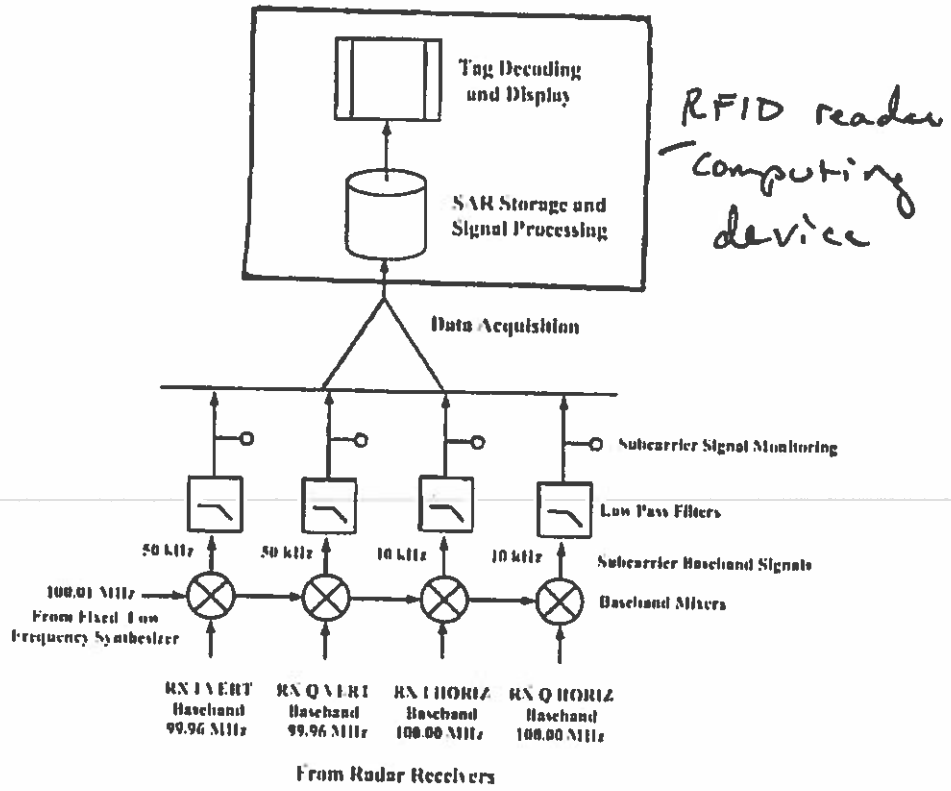 Tag Decoding
and Display
RFID reader
computing
device
SAR Storage and
Signal Processing
Data Acquisition
Subcarrier Signal Monitoring
Low Pass Filters
50 kHz
50 kHz
10 kHz
10 kHz
Subcarrier Baseband Signals
100.01 MHz
From Fixed Low
Frequency Synthesizer
Baseband Mixers
RX I VERT
Baseband
99.96 MHz
RX Q VERT
Baseband
99.96 MHz
RX I HORIZ
Baseband
100.00 MHz
RX Q HORIZ
Baseband
100.00 MHz
From Radar Receivers